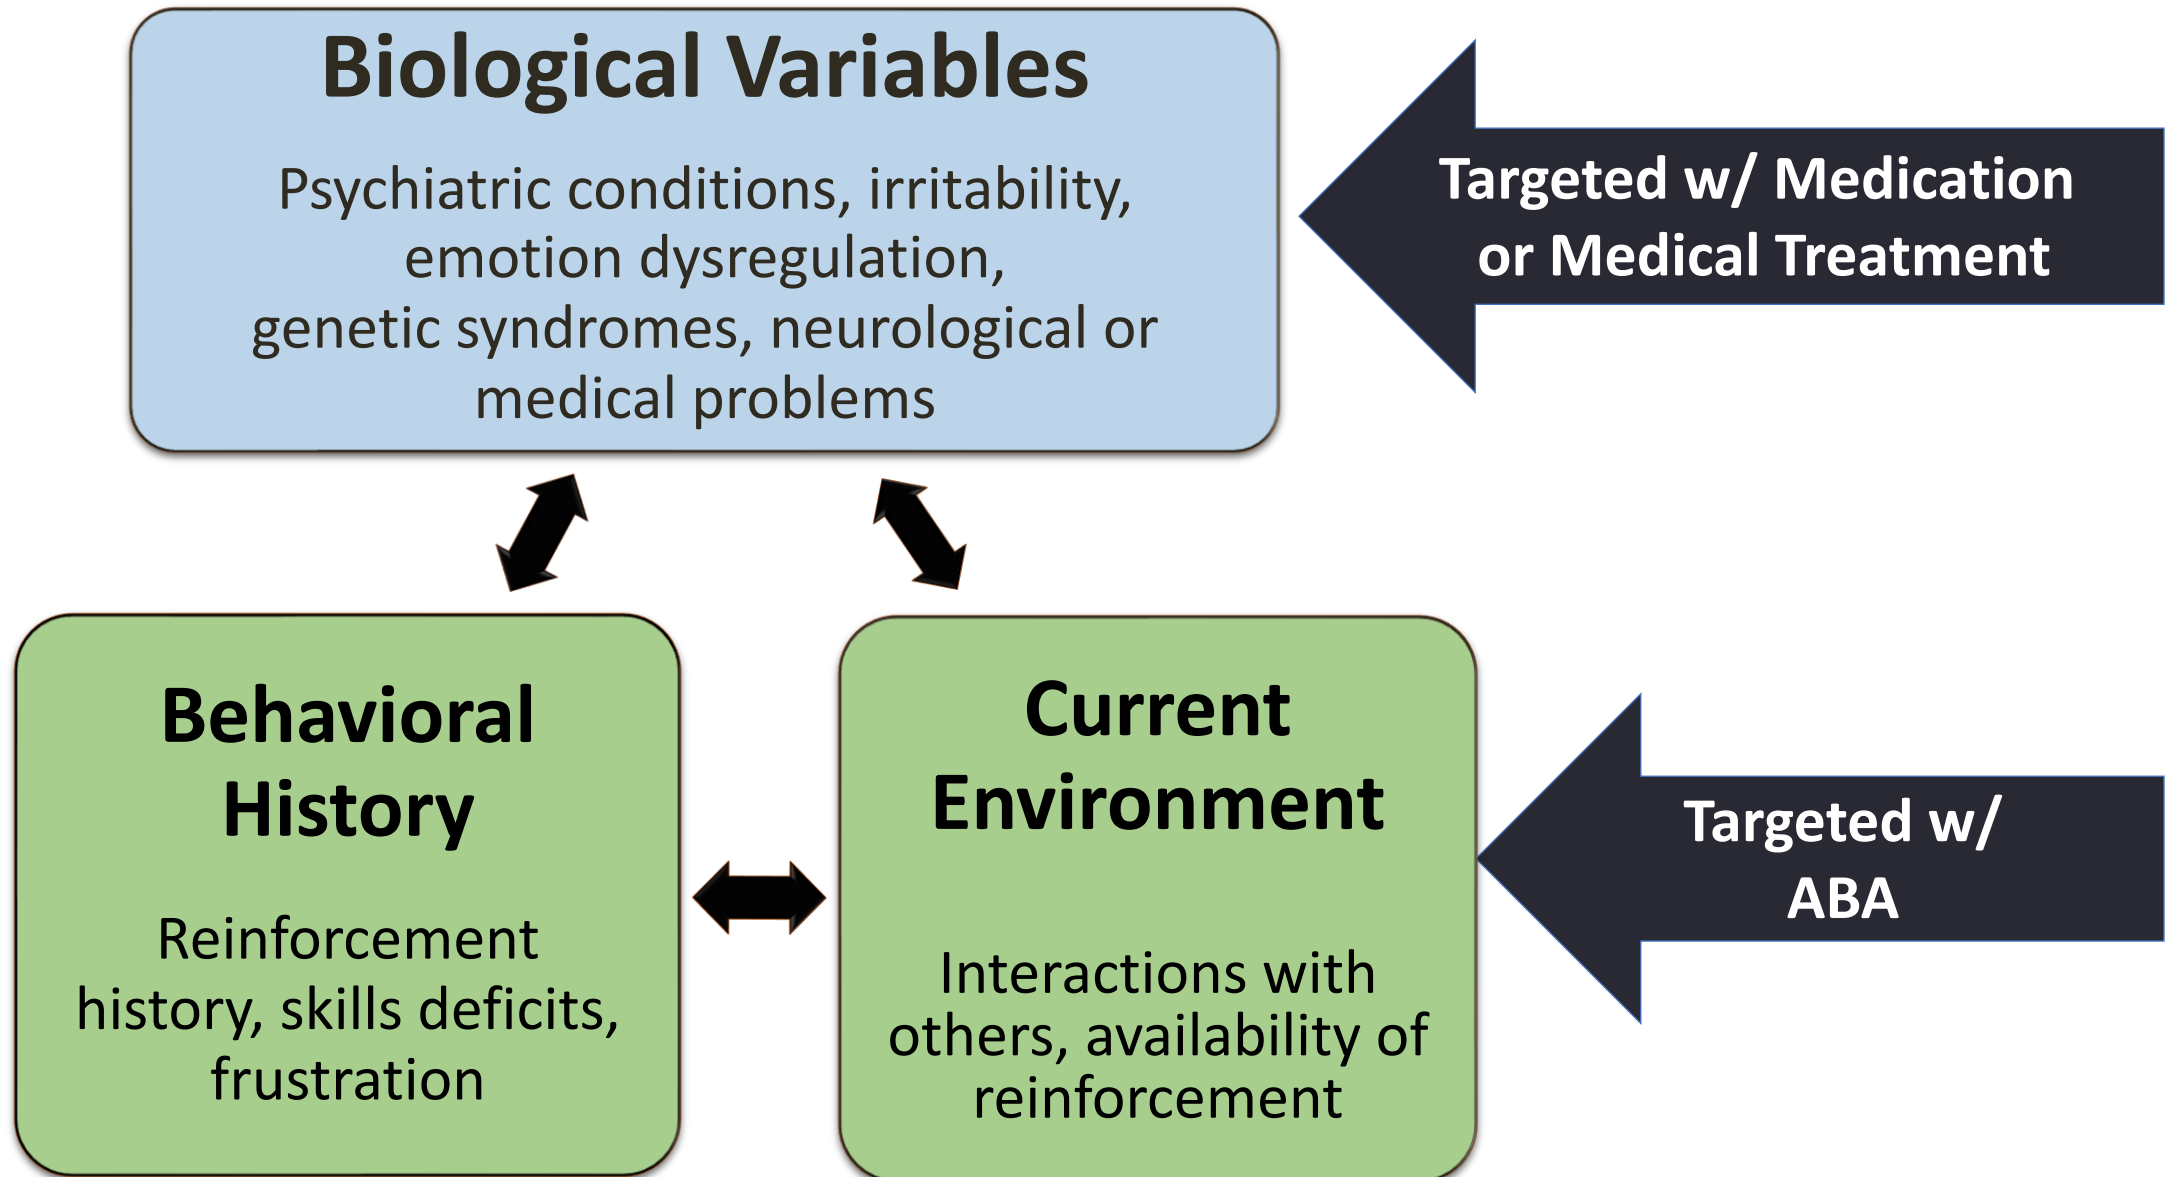 Biological Variables
Psychiatric conditions, irritability,
emotion dysregulation,
genetic syndromes, neurological or
medical problems
Targeted w/ Medication
or Medical Treatment
Behavioral
History
Reinforcement
history, skills deficits,
frustration
Current
Environment
Interactions with
others, availability of
reinforcement
Targeted w/
ABA